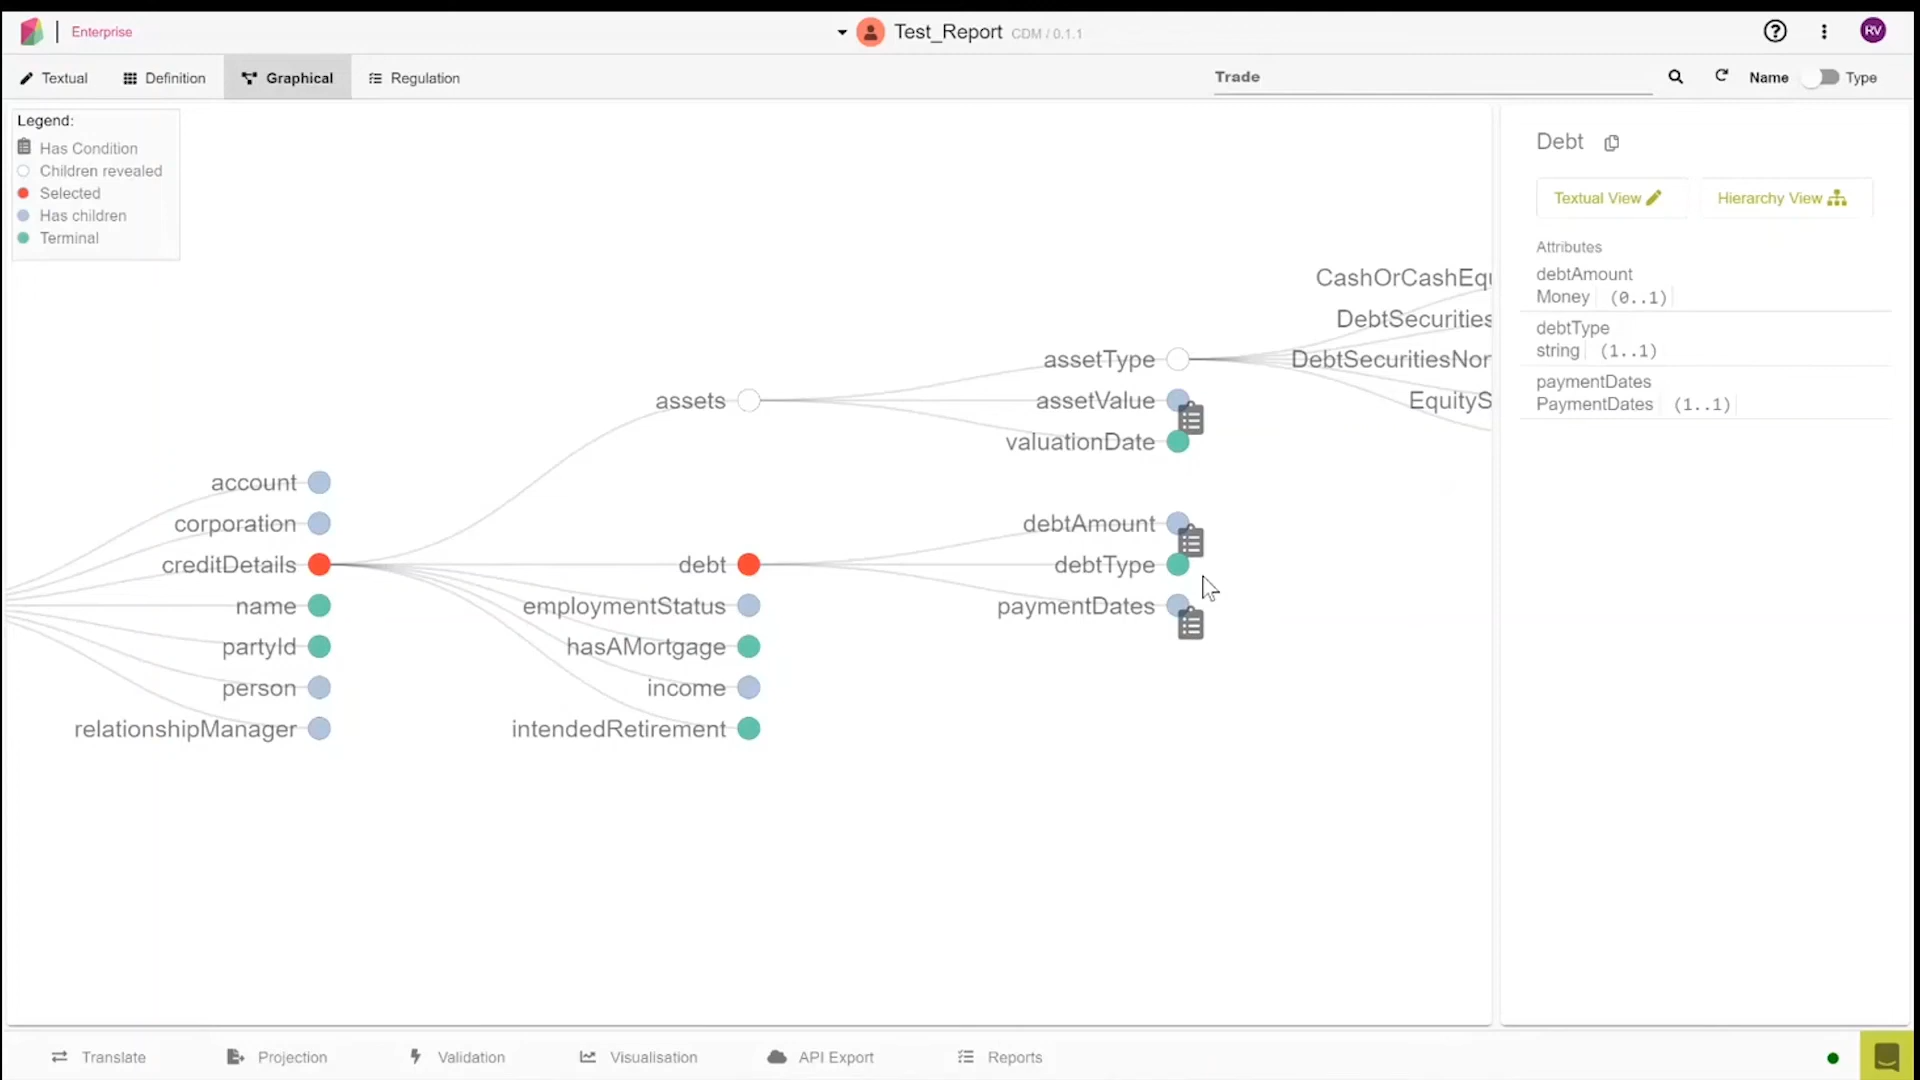 Enterprise
Test_Report CDM / 0.1.1
RV
Textual
Definition
Graphical
Regulation
Trade
Name
Type
Legend:
Has Condition
Children revealed
Selected
Has children
Terminal
account
corporation
creditDetails
name
partyId
person
relationshipManager
assets
debt
employmentStatus
hasAMortgage
income
intendedRetirement
assetType
assetValue
valuationDate
debtAmount
debtType
paymentDates
CashOrCashEqu
DebtSecurities
DebtSecuritiesNon
EquityS
Debt
Textual View
Hierarchy View
Attributes
debtAmount
Money (0..1)
debtType
string (1..1)
paymentDates
PaymentDates (1..1)
Translate
Projection
Validation
Visualisation
API Export
Reports